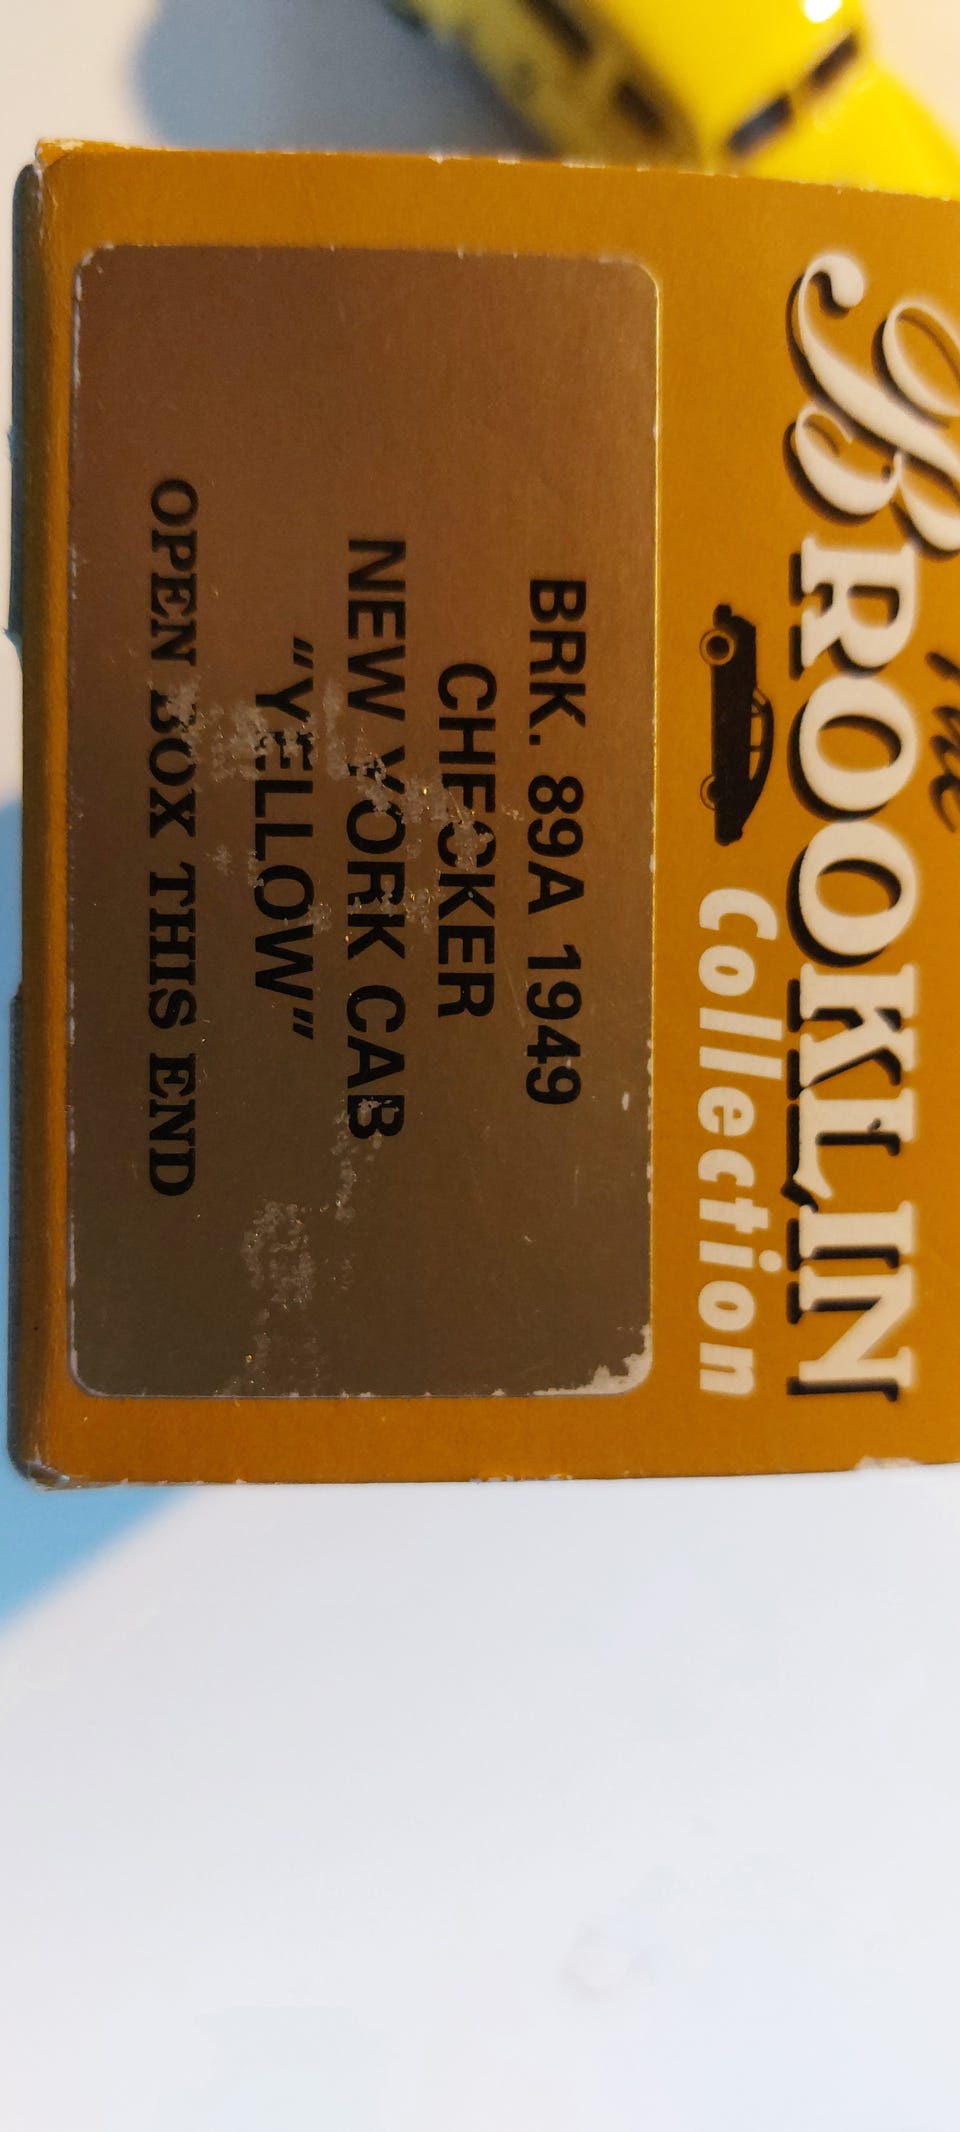 The
BROOKLIN
Collection
BRK. 89A 1949
CHECKER
NEW YORK CAB
“YELLOW”
OPEN BOX THIS END